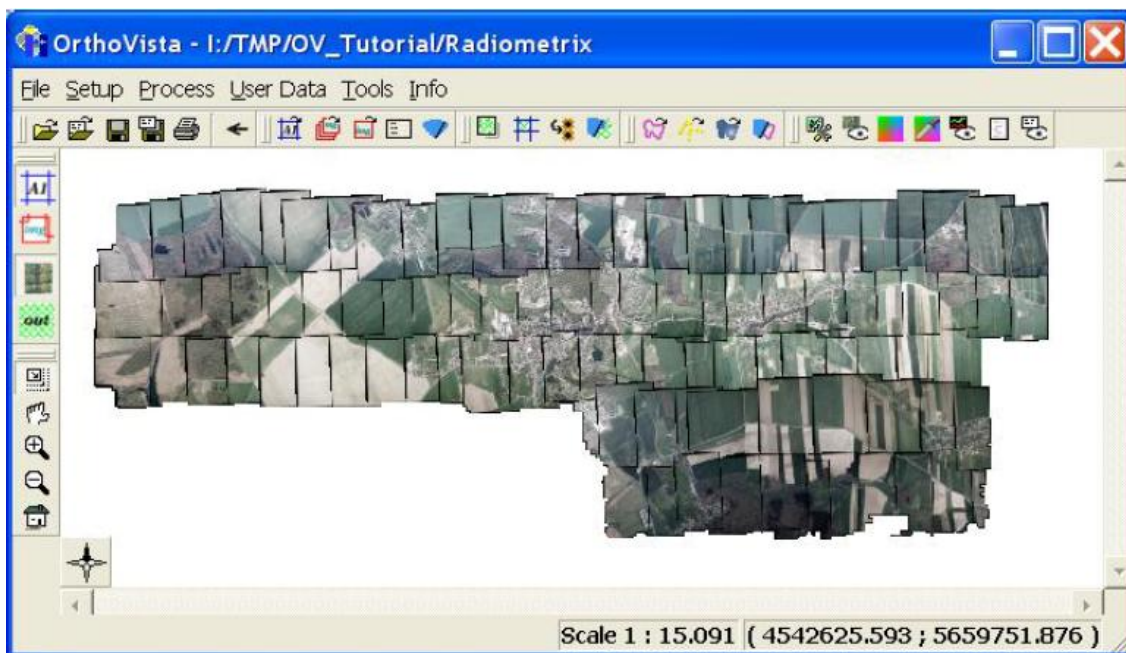 OrthoVista - I:/TMP/OV_Tutorial/Radiometrix
File Setup Process User Data Tools Info
AI
out
Scale 1 : 15.091 ( 4542625.593 ; 5659751.876 )